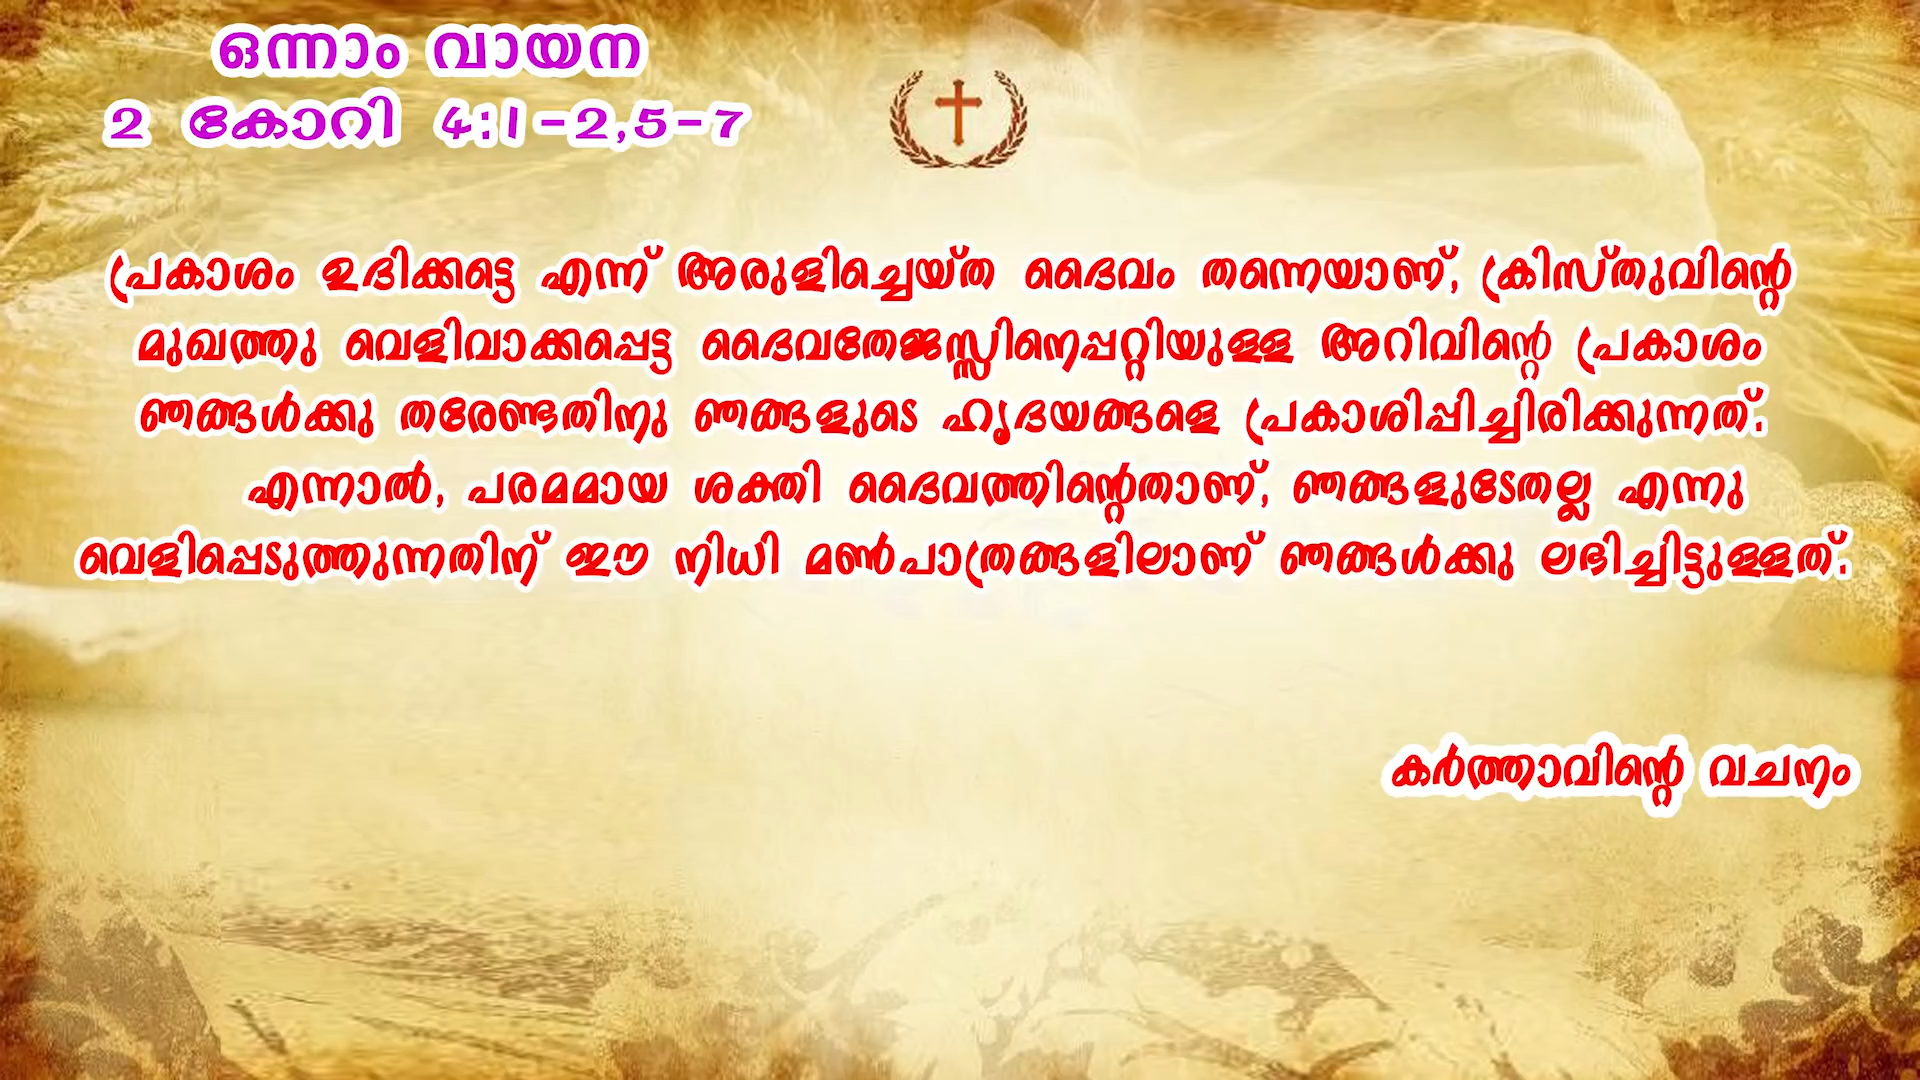 ഒന്നാം വായന
2 കോറി 4:1-2,5-7
പ്രകാശം ഉദിക്കട്ടെ എന്ന് അരുളിച്ചെയ്ത ദൈവം തന്നെയാണ്, ക്രിസ്തുവിന്റെ
മുഖത്തു വെളിവാക്കപ്പെട്ട ദൈവതേജസ്സിനെപ്പറ്റിയുള്ള അറിവിന്റെ പ്രകാശം
ഞങ്ങൾക്കു തരേണ്ടതിനു ഞങ്ങളുടെ ഹൃദയങ്ങളെ പ്രകാശിപ്പിച്ചിരിക്കുന്നത്.
എന്നാൽ, പരമമായ ശക്തി ദൈവത്തിന്റെതാണ്, ഞങ്ങളുടേതല്ല എന്നു
വെളിപ്പെടുത്തുന്നതിന് ഈ നിധി മൺപാത്രങ്ങളിലാണ് ഞങ്ങൾക്കു ലഭിച്ചിട്ടുള്ളത്.
കർത്താവിന്റെ വചനം